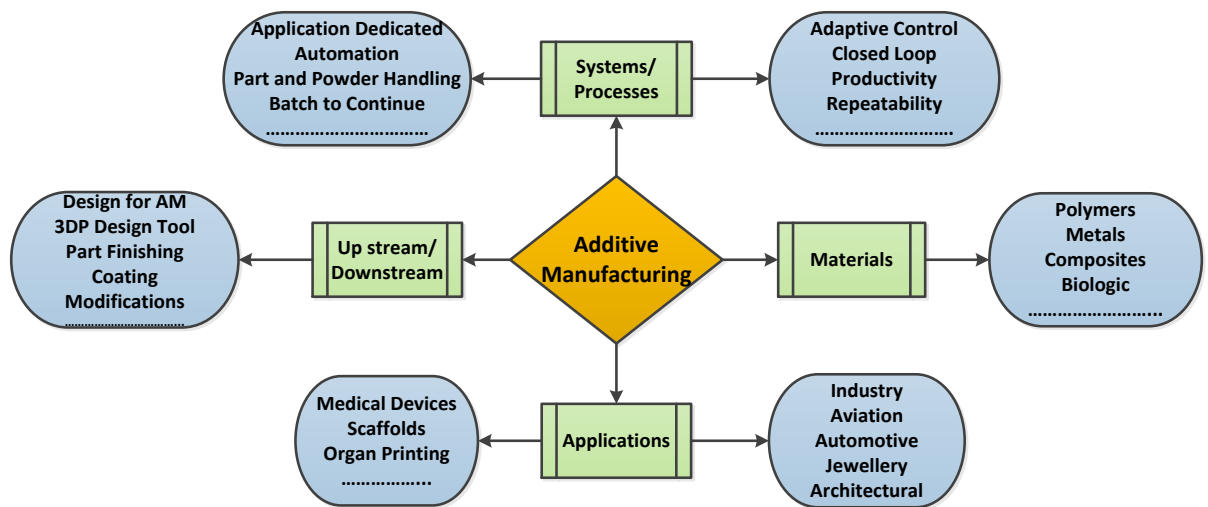 Application Dedicated
Automation
Part and Powder Handling
Batch to Continue
……………………………
Systems/
Processes
Adaptive Control
Closed Loop
Productivity
Repeatability
……………………….
Design for AM
3DP Design Tool
Part Finishing
Coating
Modifications
……………………………
Up stream/
Downstream
Additive
Manufacturing
Materials
Polymers
Metals
Composites
Biologic
……………………..
Medical Devices
Scaffolds
Organ Printing
……………...
Applications
Industry
Aviation
Automotive
Jewellery
Architectural